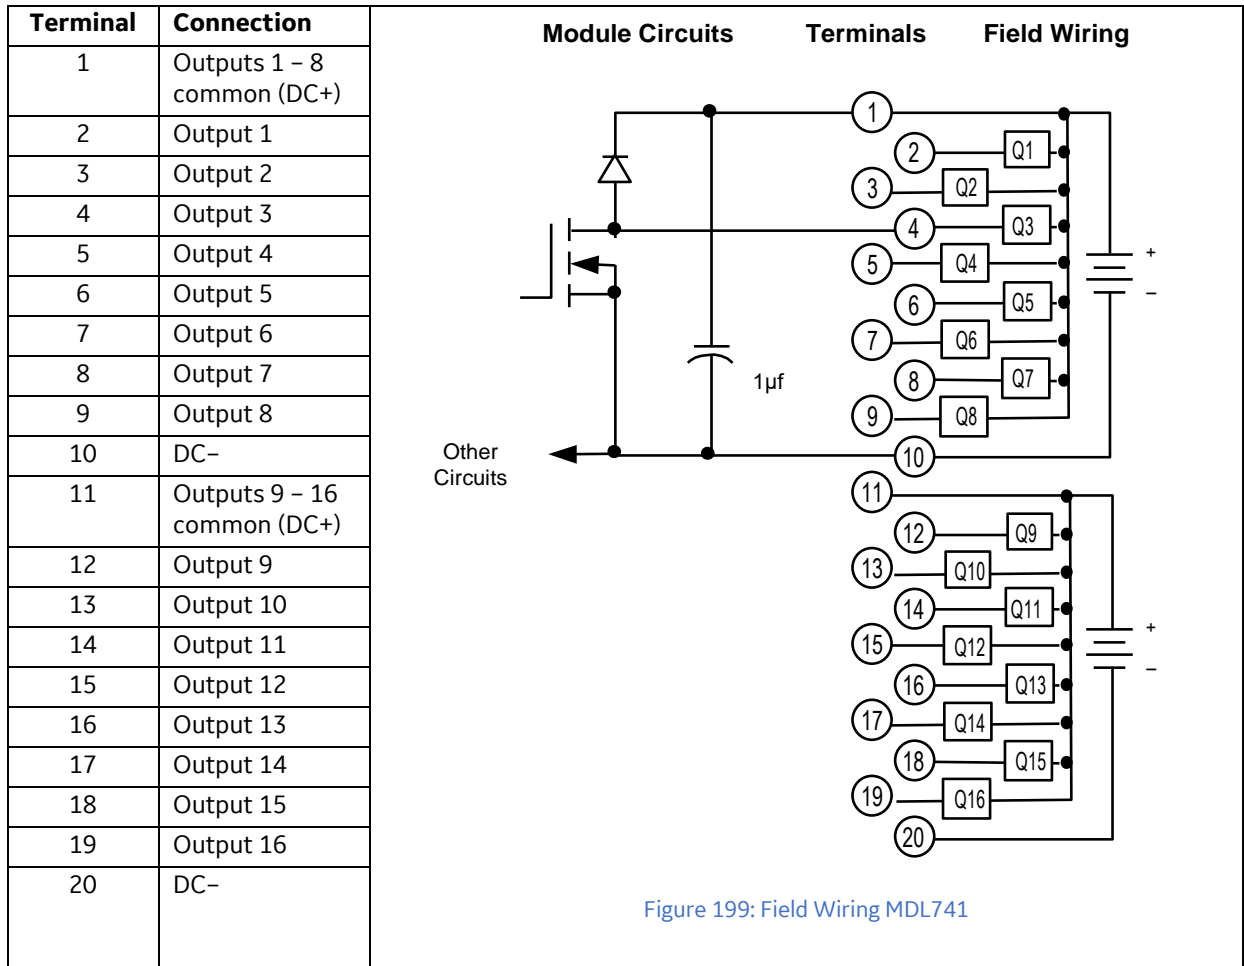 Terminal Connection
1 Outputs 1 – 8
common (DC+)
2 Output 1
3 Output 2
4 Output 3
5 Output 4
6 Output 5
7 Output 6
8 Output 7
9 Output 8
10 DC–
11 Outputs 9 – 16
common (DC+)
12 Output 9
13 Output 10
14 Output 11
15 Output 12
16 Output 13
17 Output 14
18 Output 15
19 Output 16
20 DC–
Module Circuits Terminals Field Wiring
1
2 Q1
3 Q2
4 Q3
+
5 Q4
–
6 Q5
7 Q6
1µf
8 Q7
9 Q8
Other
Circuits
10
11
12 Q9
13 Q10
14 Q11
+
15 Q12
–
16 Q13
17 Q14
18 Q15
19 Q16
20
Figure 199: Field Wiring MDL741